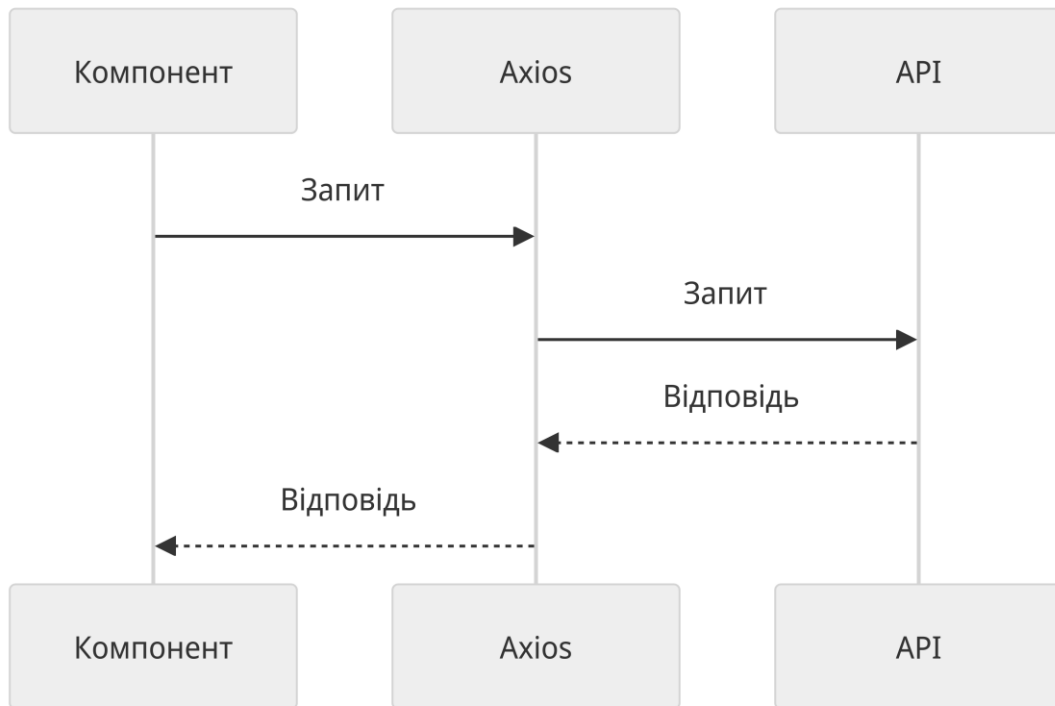 Компонент
Axios
API
Запит
Запит
Відповідь
Відповідь
Компонент
Axios
API